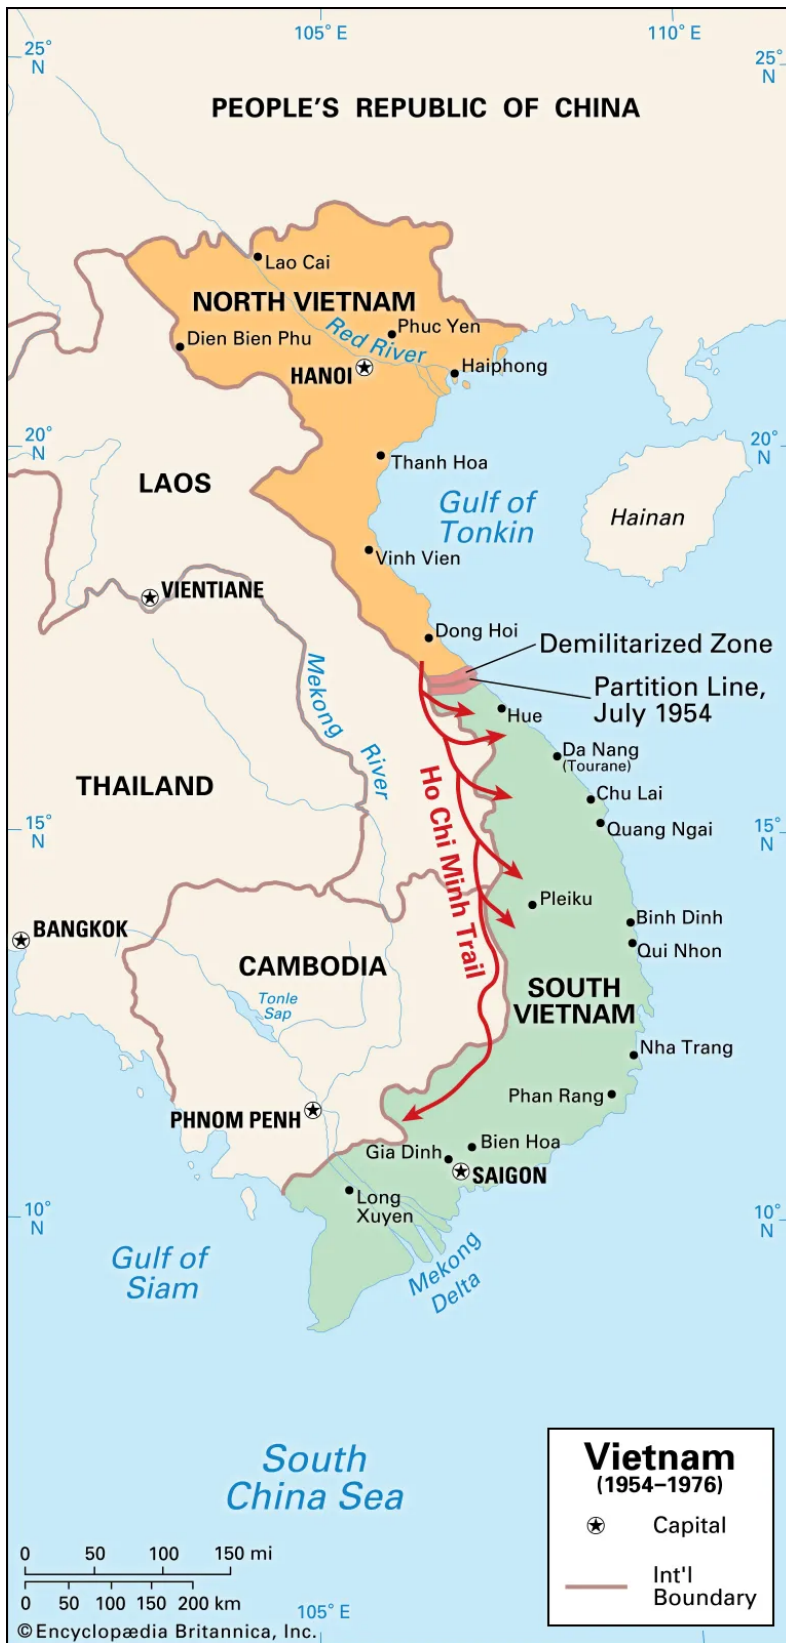 105° E
110° E
25°
N
25°
N
PEOPLE'S REPUBLIC OF CHINA
Lao Cai
NORTH VIETNAM
Red River
Phuc Yen
Dien Bien Phu
HANOI
Haiphong
20°
N
20°
N
Thanh Hoa
LAOS
Gulf of
Tonkin
Hainan
Vinh Vien
VIENTIANE
Dong Hoi
Demilitarized Zone
Partition Line,
July 1954
Mekong
River
Hue
Da Nang
(Tourane)
THAILAND
Ho Chi Minh Trail
Chu Lai
15°
N
15°
N
Quang Ngai
Pleiku
Binh Dinh
BANGKOK
Qui Nhon
CAMBODIA
SOUTH
VIETNAM
Tonle
Sap
Nha Trang
Phan Rang
PHNOM PENH
Bien Hoa
Gia Dinh
SAIGON
Long
Xuyen
10°
N
10°
N
Gulf of
Siam
Mekong
Delta
South
China Sea
Vietnam
(1954–1976)
Capital
Int'l
Boundary
0 50 100 150 mi
0 50 100 150 200 km
105° E
© Encyclopædia Britannica, Inc.